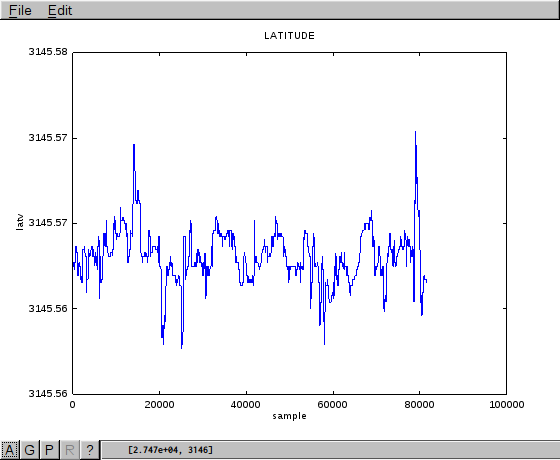 File Edit
LATITUDE
3145.58
3145.57
3145.57
3145.56
3145.56
latv
0 20000 40000 60000 80000 100000
sample
A G P R ? [2.747e+04, 3146]